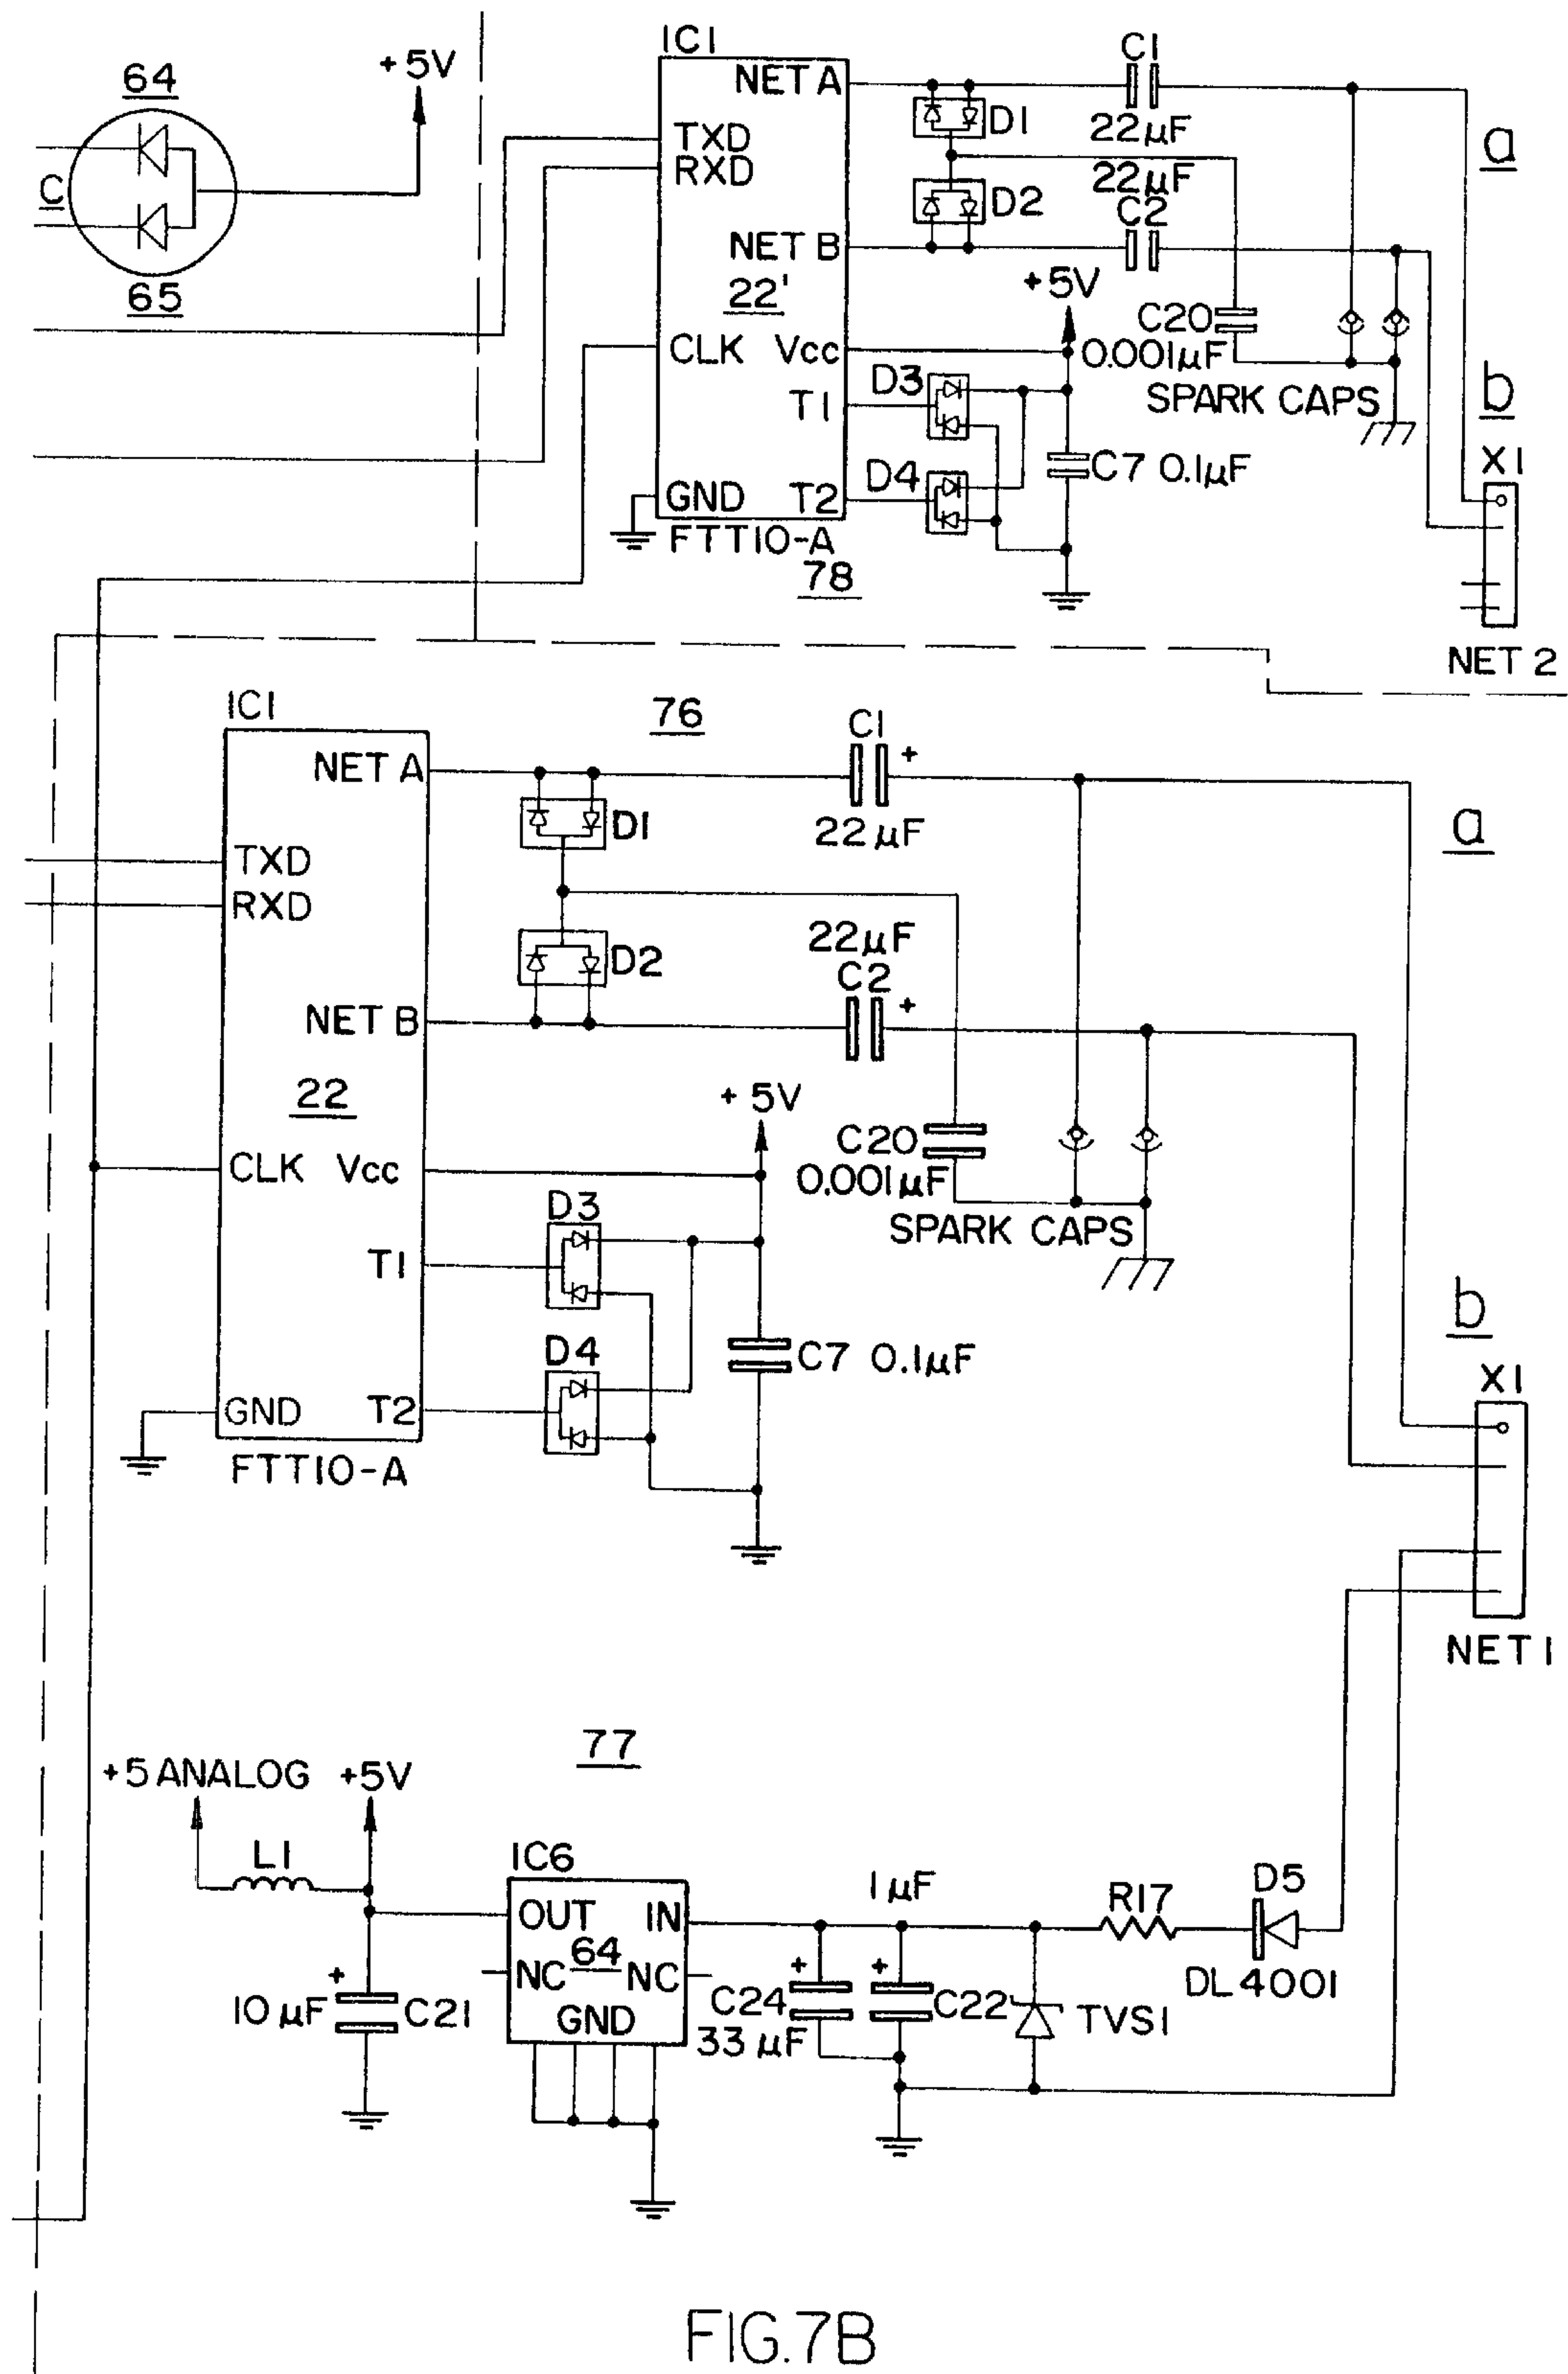 64
+5V
C
65
IC1
NET A
TXD
RXD
NET B
22'
CLK Vcc
T1
GND T2
FTT10-A
78
D1
D2
C1
22µF
22µF
C2
+5V
C20
0.001µF
SPARK CAPS
D3
D4
C7 0.1µF
a
b
X1
NET 2
IC1
76
NET A
TXD
RXD
NET B
22
CLK Vcc
T1
GND T2
FTT10-A
D1
D2
C1
+
22µF
22µF
C2
+
+5V
C20
0.001µF
SPARK CAPS
D3
D4
C7 0.1µF
a
b
X1
NET 1
77
+5 ANALOG +5V
L1
IC6
OUT IN
NC 64 NC
GND
+
10µF C21
1µF
+
+
C24
33µF
C22
TVS1
R17
D5
DL4001
FIG.7B